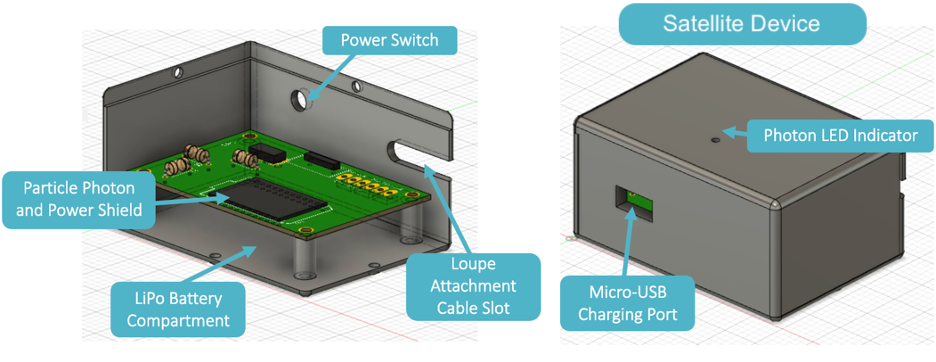 Satellite Device
Power Switch
Particle Photon
and Power Shield
LiPo Battery
Compartment
Loupe
Attachment
Cable Slot
Photon LED Indicator
Micro-USB
Charging Port